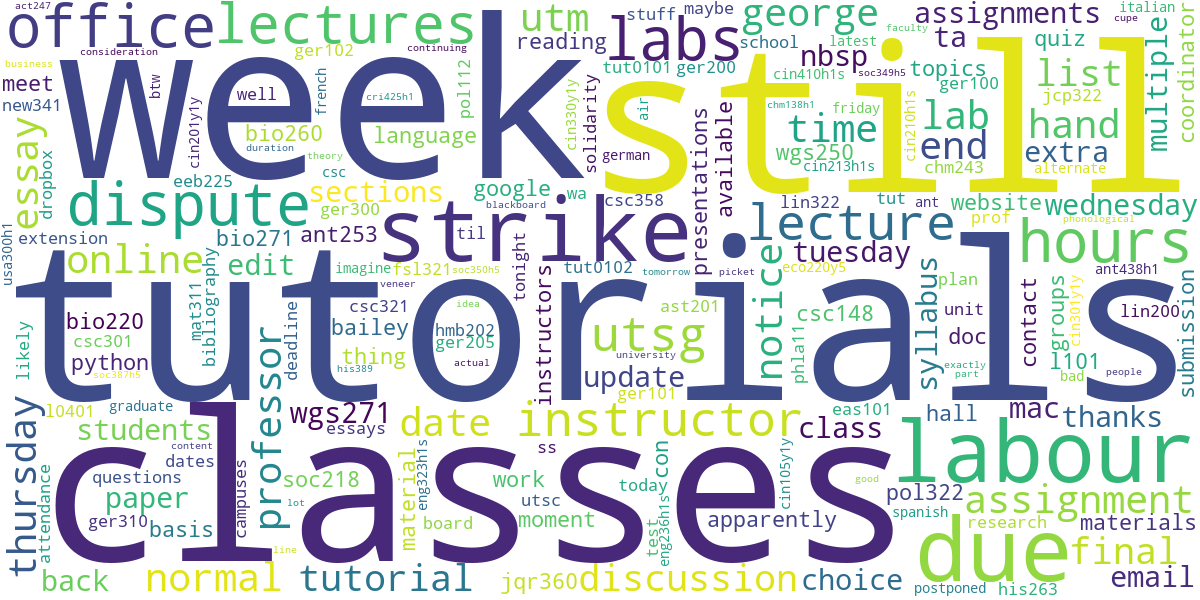 act247
office
lectures
utm
george
assignments
italian
cupe
business
consideration
continuing
ger102
reading
stuff
maybe
school
latest
faculty
ta
quiz
coordinator
week
still
labs
nbsp
topics
list
multiple
meet
new341
btw
well
french
pol112
tut0101
ger200
cin410h1s
soc349h5
ger100
jcp322
essay
dropbox
cin201y1y
bio260
cri425h1
language
cin330y1y
solidarity
air
chm138h1
friday
cin210h1s
lab
hand
duration
theory
csc
german
time
wgs250
cin213h1s
end
extra
chm243
alternate
dispute
eeb225
sections
google
wa
csc358
presentations
available
lin322
tut
ant
website
wednesday
prof
phonological
blackboard
usa300h1
extension
bio271
ger300
ant253
strike
til
lecture
hours
online
edit
imagine
fsl321
soc350h5
veneer
tonight
tut0102
tomorrow
picket
eco220y5
tuesday
plan
ant438h1
tutorials
likely
bio220
csc301
python
soc387h5
mat311
bibliography
professor
deadline
bailey
thing
csc321
his389
idea
hmb202
ger205
actual
instructors
utsg
update
university
ger101
ast201
notice
phla11
csc148
syllabus
doc
unit
exactly
part
contact
cin301y1y
groups
l101
bad
people
lin200
submission
thursday
l0401
graduate
students
content
dates
wgs271
essays
date
instructor
ss
class
eas101
hall
mac
thanks
classes
labour
attendance
questions
paper
ger310
basis
campuses
soc218
lot
line
material
eng323h1s
board
work
utsc
moment
today
test
eng236h1s
con
apparently
cin105y1y
good
pol322
spanish
assignment
research
materials
due
final
back
normal
tutorial
jqr360
discussion
choice
postponed
his263
email